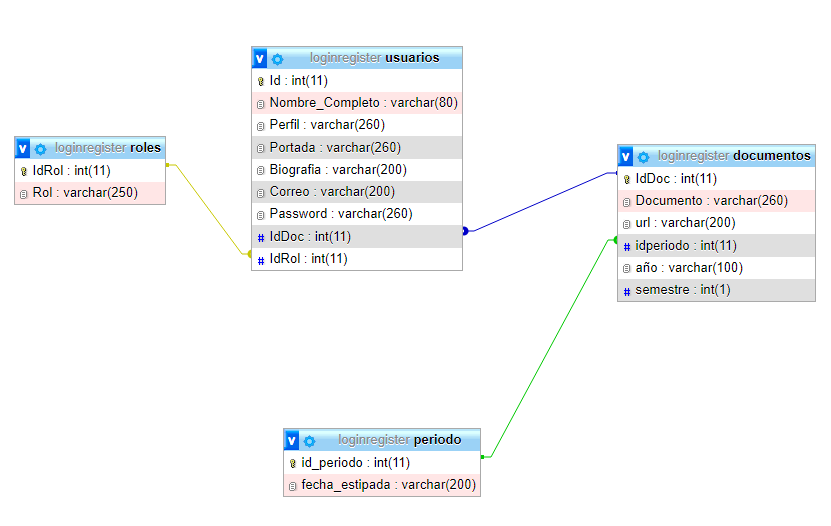 v loginregister roles
IdRol : int(11)
Rol : varchar(250)
v loginregister usuarios
Id : int(11)
Nombre_Completo : varchar(80)
Perfil : varchar(260)
Portada : varchar(260)
Biografia : varchar(200)
Correo : varchar(200)
Password : varchar(260)
# IdDoc : int(11)
# IdRol : int(11)
v loginregister documentos
IdDoc : int(11)
Documento : varchar(260)
url : varchar(200)
# idperiodo : int(11)
año : varchar(100)
# semestre : int(1)
v loginregister periodo
id_periodo : int(11)
fecha_estipada : varchar(200)